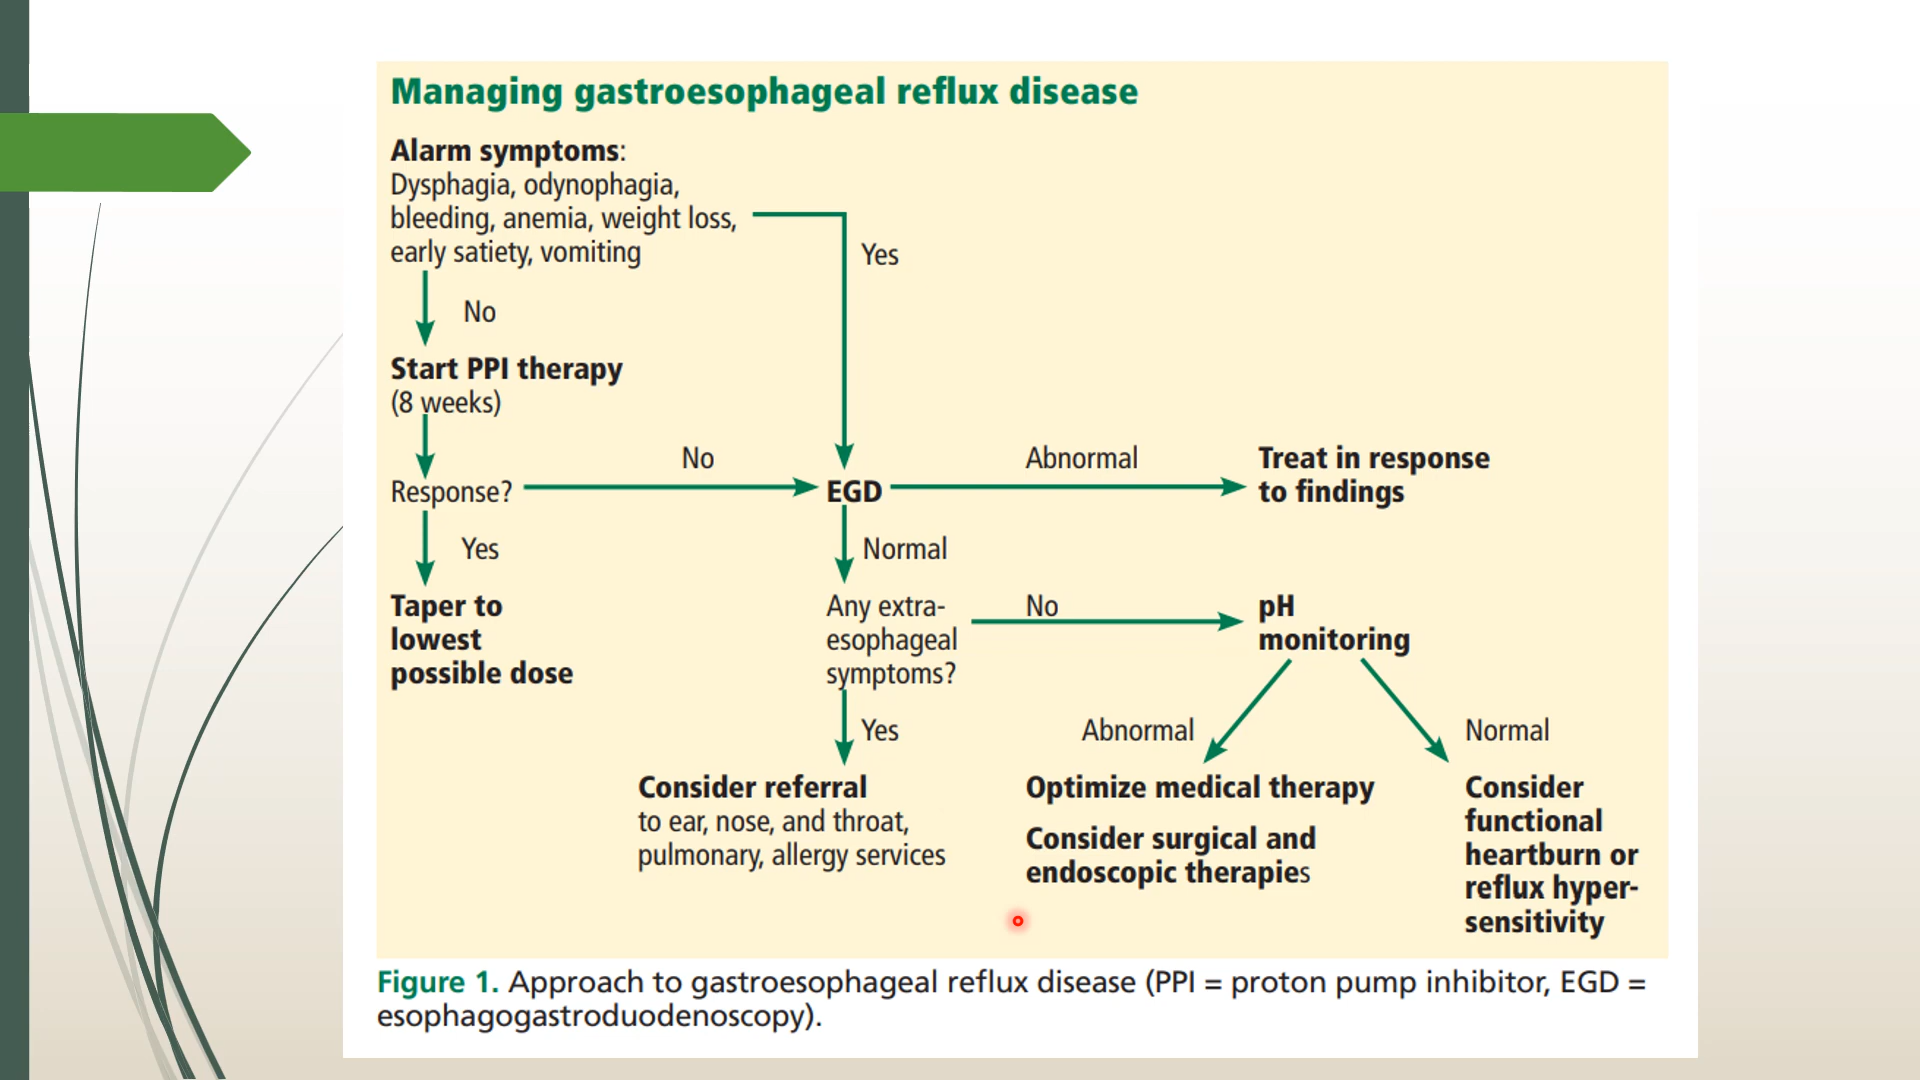 Managing gastroesophageal reflux disease
Alarm symptoms:
Dysphagia, odynophagia,
bleeding, anemia, weight loss,
early satiety, vomiting
Yes
No
Start PPI therapy
(8 weeks)
Response?
No
EGD
Abnormal
Treat in response
to findings
Yes
Normal
Taper to
lowest
possible dose
Any extra-
esophageal
symptoms?
No
pH
monitoring
Yes
Abnormal
Normal
Consider referral
to ear, nose, and throat,
pulmonary, allergy services
Optimize medical therapy
Consider surgical and
endoscopic therapies
Consider
functional
heartburn or
reflux hyper-
sensitivity
Figure 1. Approach to gastroesophageal reflux disease (PPI = proton pump inhibitor, EGD =
esophagogastroduodenoscopy).